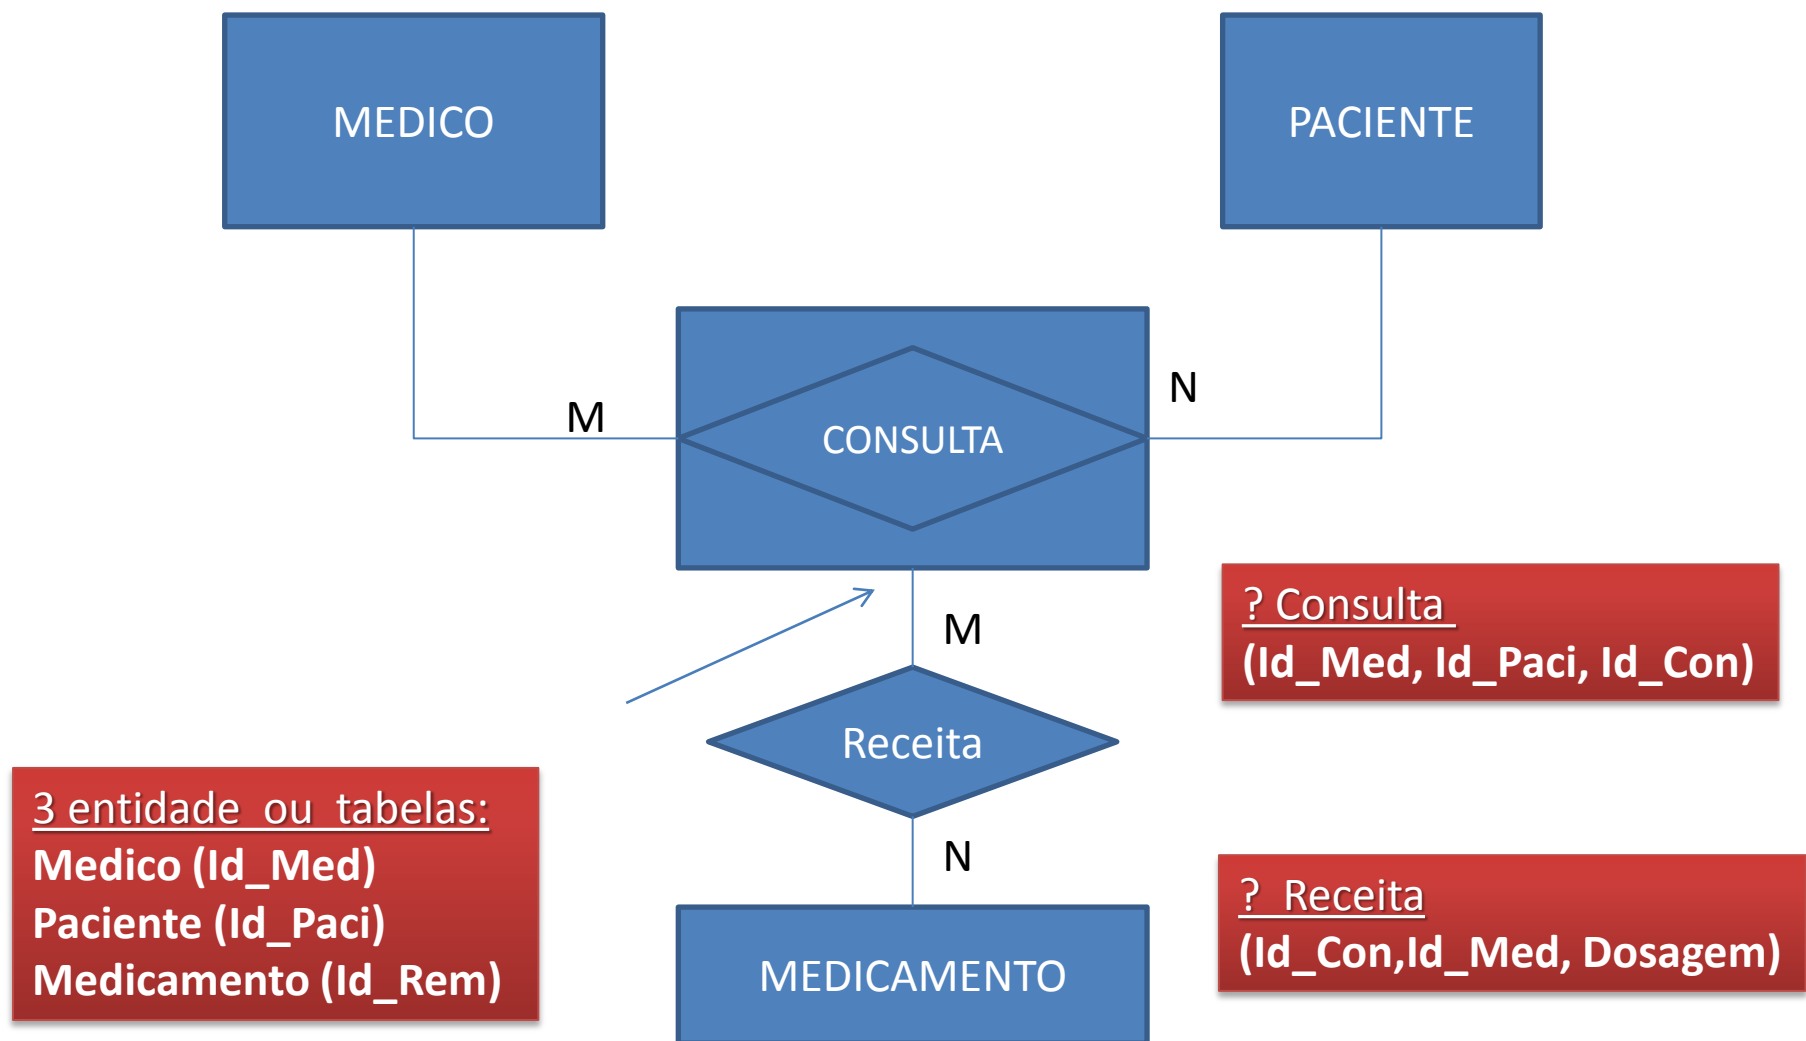 MEDICO
PACIENTE
M
N
CONSULTA
? Consulta
(Id_Med, Id_Paci, Id_Con)
M
Receita
3 entidade ou tabelas:
Medico (Id_Med)
Paciente (Id_Paci)
Medicamento (Id_Rem)
N
MEDICAMENTO
? Receita
(Id_Con,Id_Med, Dosagem)